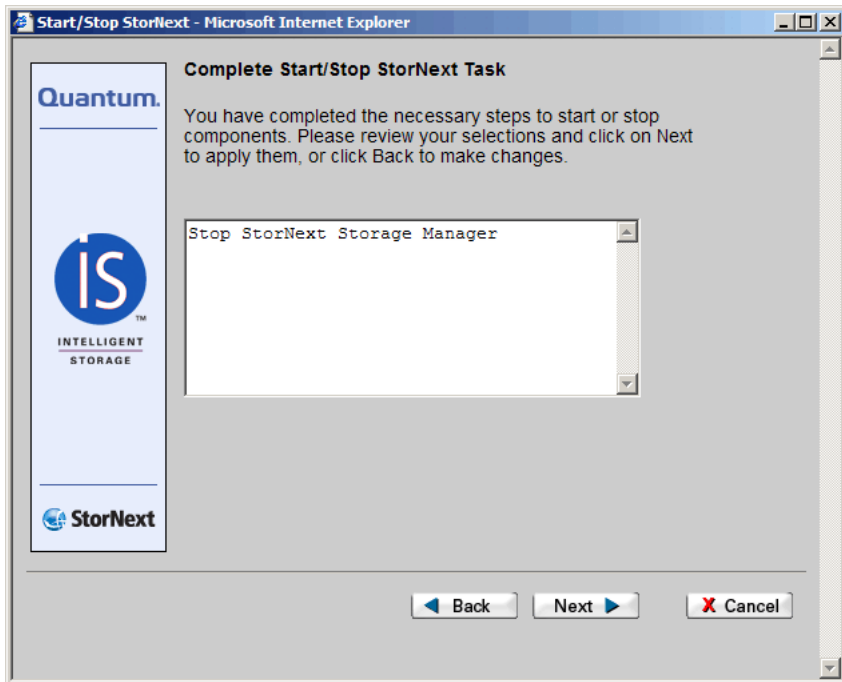 Start/Stop StorNext - Microsoft Internet Explorer
Quantum.
Complete Start/Stop StorNext Task
You have completed the necessary steps to start or stop
components. Please review your selections and click on Next
to apply them, or click Back to make changes.
Stop StorNext Storage Manager
iS
TM
INTELLIGENT
STORAGE
StorNext
Back
Next
X Cancel